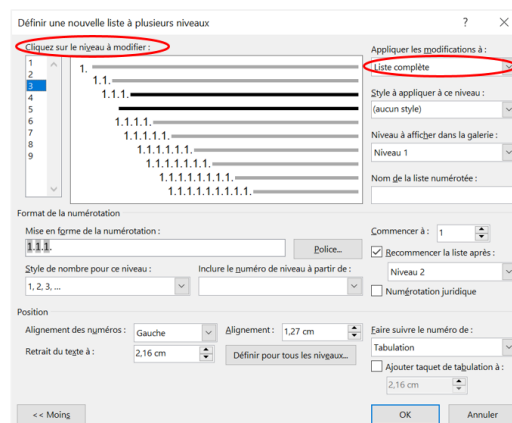 Définir une nouvelle liste à plusieurs niveaux ? ×
Cliquez sur le niveau à modifier :
1
2
3
4
5
6
7
8
9
1.
1.1.
1.1.1.
1.1.1.1.
1.1.1.1.1.
1.1.1.1.1.1.
1.1.1.1.1.1.1.
1.1.1.1.1.1.1.1.
1.1.1.1.1.1.1.1.1.
Appliquer les modifications à :
Liste complète
Style à appliquer à ce niveau :
(aucun style)
Niveau à afficher dans la galerie :
Niveau 1
Nom de la liste numérotée :
Format de la numérotation
Mise en forme de la numérotation :
1.1.1.
Police...
Style de nombre pour ce niveau :
1, 2, 3, ...
Inclure le numéro de niveau à partir de :
Commencer à : 1
Recommencer la liste après :
Niveau 2
Numérotation juridique
Position
Alignement des numéros : Gauche
Alignement : 1,27 cm
Retrait du texte à : 2,16 cm
Définir pour tous les niveaux...
Faire suivre le numéro de :
Tabulation
Ajouter taquet de tabulation à :
2,16 cm
<< Moins
OK
Annuler